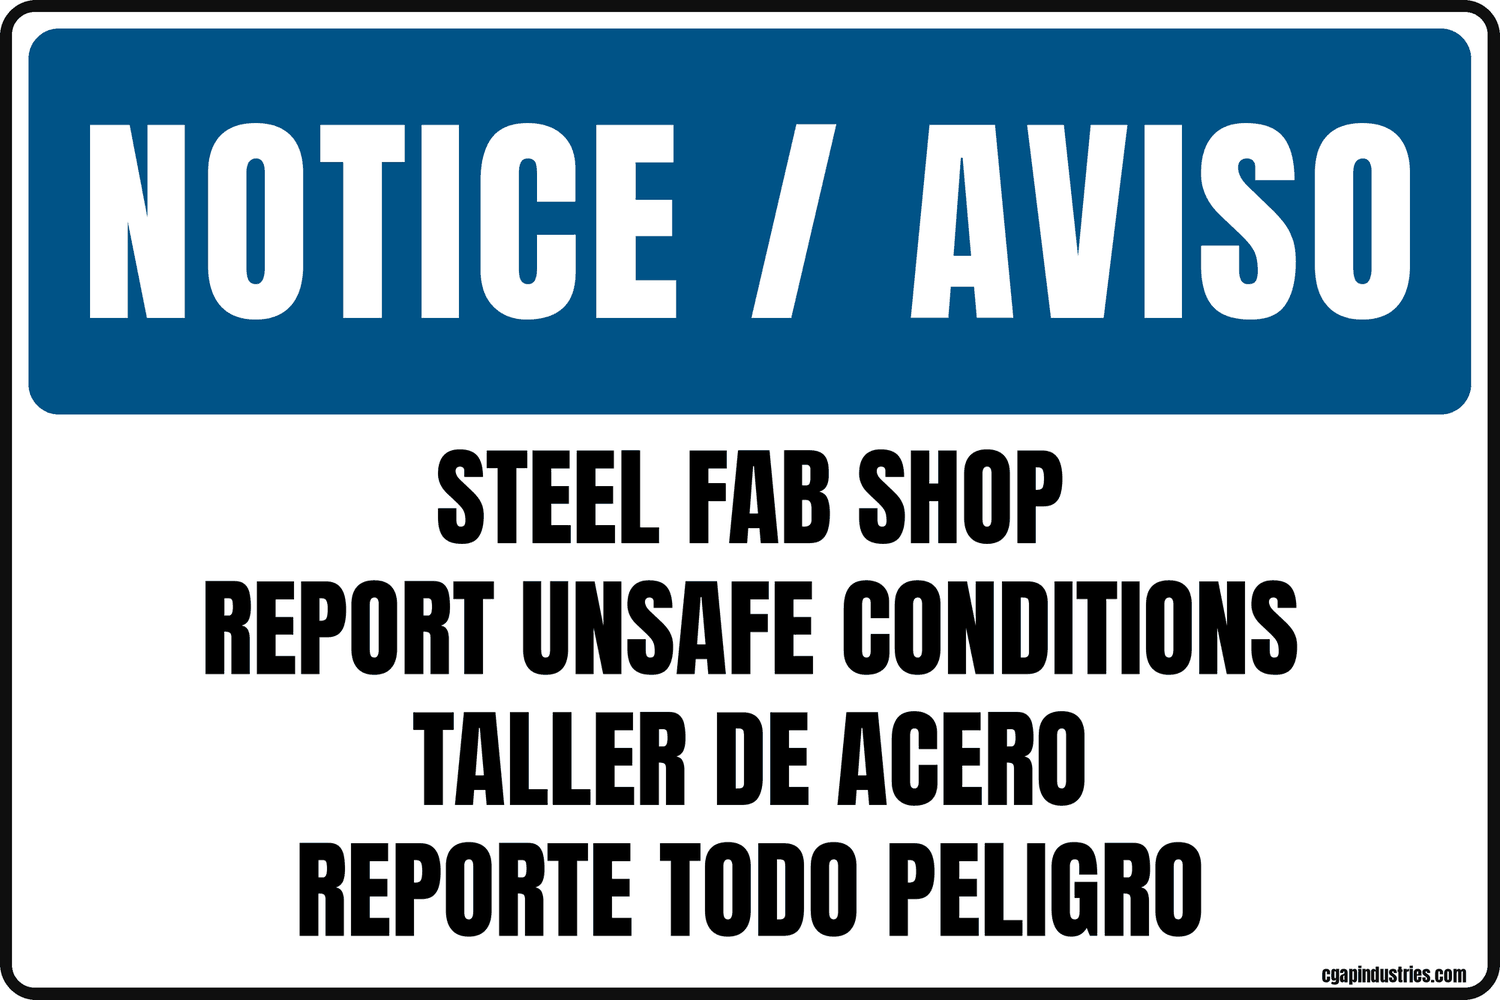 NOTICE / AVISO
STEEL FAB SHOP
REPORT UNSAFE CONDITIONS
TALLER DE ACERO
REPORTE TODO PELIGRO
cgapindustries.com